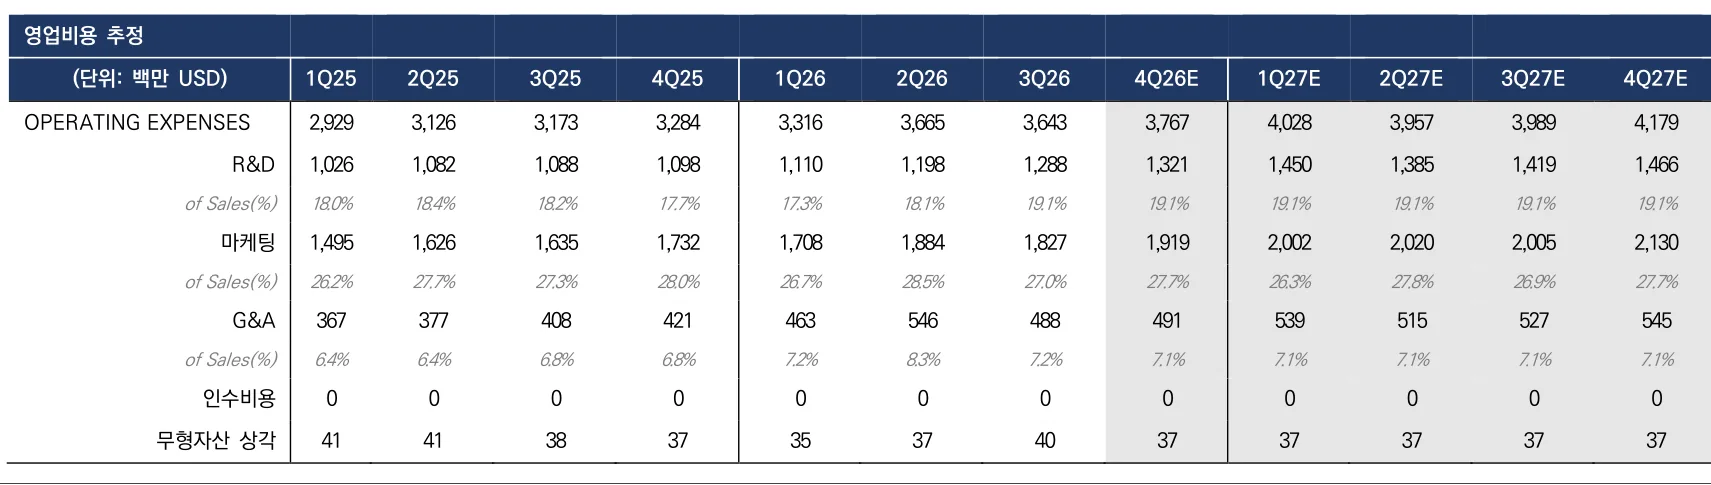 영업비용 추정
(단위: 백만 USD) 1Q25 2Q25 3Q25 4Q25 1Q26 2Q26 3Q26 4Q26E 1Q27E 2Q27E 3Q27E 4Q27E
OPERATING EXPENSES 2,929 3,126 3,173 3,284 3,316 3,665 3,643 3,767 4,028 3,957 3,989 4,179
R&D 1,026 1,082 1,088 1,098 1,110 1,198 1,288 1,321 1,450 1,385 1,419 1,466
of Sales(%) 18.0% 18.4% 18.2% 17.7% 17.3% 18.1% 19.1% 19.1% 19.1% 19.1% 19.1% 19.1%
마케팅 1,495 1,626 1,635 1,732 1,708 1,884 1,827 1,919 2,002 2,020 2,005 2,130
of Sales(%) 26.2% 27.7% 27.3% 28.0% 26.7% 28.5% 27.0% 27.7% 26.3% 27.8% 26.9% 27.7%
G&A 367 377 408 421 463 546 488 491 539 515 527 545
of Sales(%) 6.4% 6.4% 6.8% 6.8% 7.2% 8.3% 7.2% 7.1% 7.1% 7.1% 7.1% 7.1%
인수비용 0 0 0 0 0 0 0 0 0 0 0 0
무형자산 상각 41 41 38 37 35 37 40 37 37 37 37 37